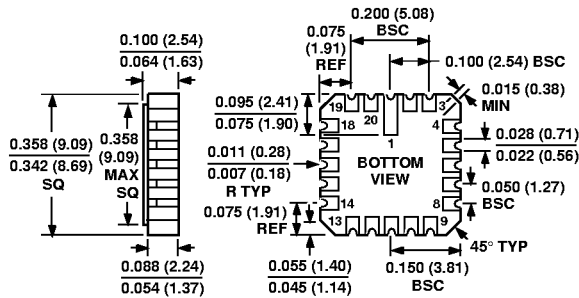 0.100 (2.54)
0.064 (1.63)
0.358 (9.09)
0.342 (8.69)
SQ
0.358
(9.09)
MAX
SQ
0.088 (2.24)
0.054 (1.37)
0.200 (5.08)
BSC
0.075
(1.91)
REF
0.100 (2.54) BSC
0.015 (0.38)
MIN
0.095 (2.41)
0.075 (1.90)
0.011 (0.28)
0.007 (0.18)
R TYP
0.075 (1.91)
REF
0.055 (1.40)
0.045 (1.14)
19
20
3
18
4
1
BOTTOM
VIEW
14
8
13
9
0.028 (0.71)
0.022 (0.56)
0.050 (1.27)
BSC
45° TYP
0.150 (3.81)
BSC